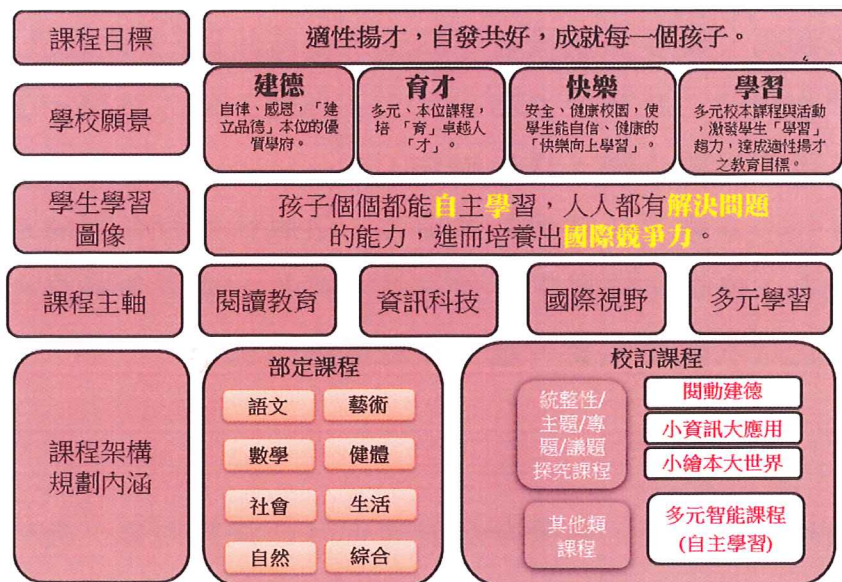 課程目標
適性揚才，自發共好，成就每一個孩子。
學校願景
建德
自律、感恩，「建
立品德」本位的優
質學府。
育才
多元、本位課程，
培　「育」卓越人
「才」。
快樂
安全、健康校園，使
學生能自信、健康的
「快樂向上學習」。
學習
多元校本課程與活動
，激發學生「學習」
趨力，達成適性揚才
之教育目標。
學生學習
圖像
孩子個個都能自主學習，人人都有解決問題
的能力，進而培養出國際競爭力。
課程主軸
閱讀教育
資訊科技
國際視野
多元學習
課程架構
規劃內涵
部定課程
語文
藝術
數學
健體
社會
生活
自然
綜合
校訂課程
統整性/
主題/專
題/議題
探究課程
閱動建德
小資訊大應用
小繪本大世界
其他類
課程
多元智能課程
(自主學習)